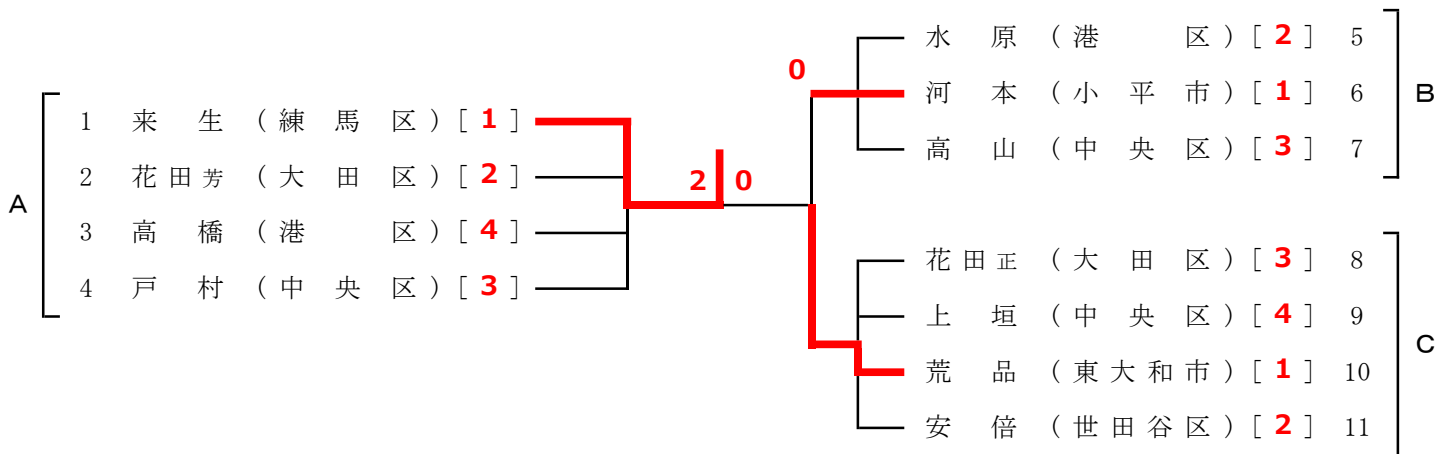 A
1 来生 (練馬区) [1]
2 花田芳 (大田区) [2]
3 高橋 (港区) [4]
4 戸村 (中央区) [3]
2 0
0
水原 (港区) [2] 5
河本 (小平市) [1] 6
高山 (中央区) [3] 7
B
花田正 (大田区) [3] 8
上垣 (中央区) [4] 9
荒品 (東大和市) [1] 10
安倍 (世田谷区) [2] 11
C